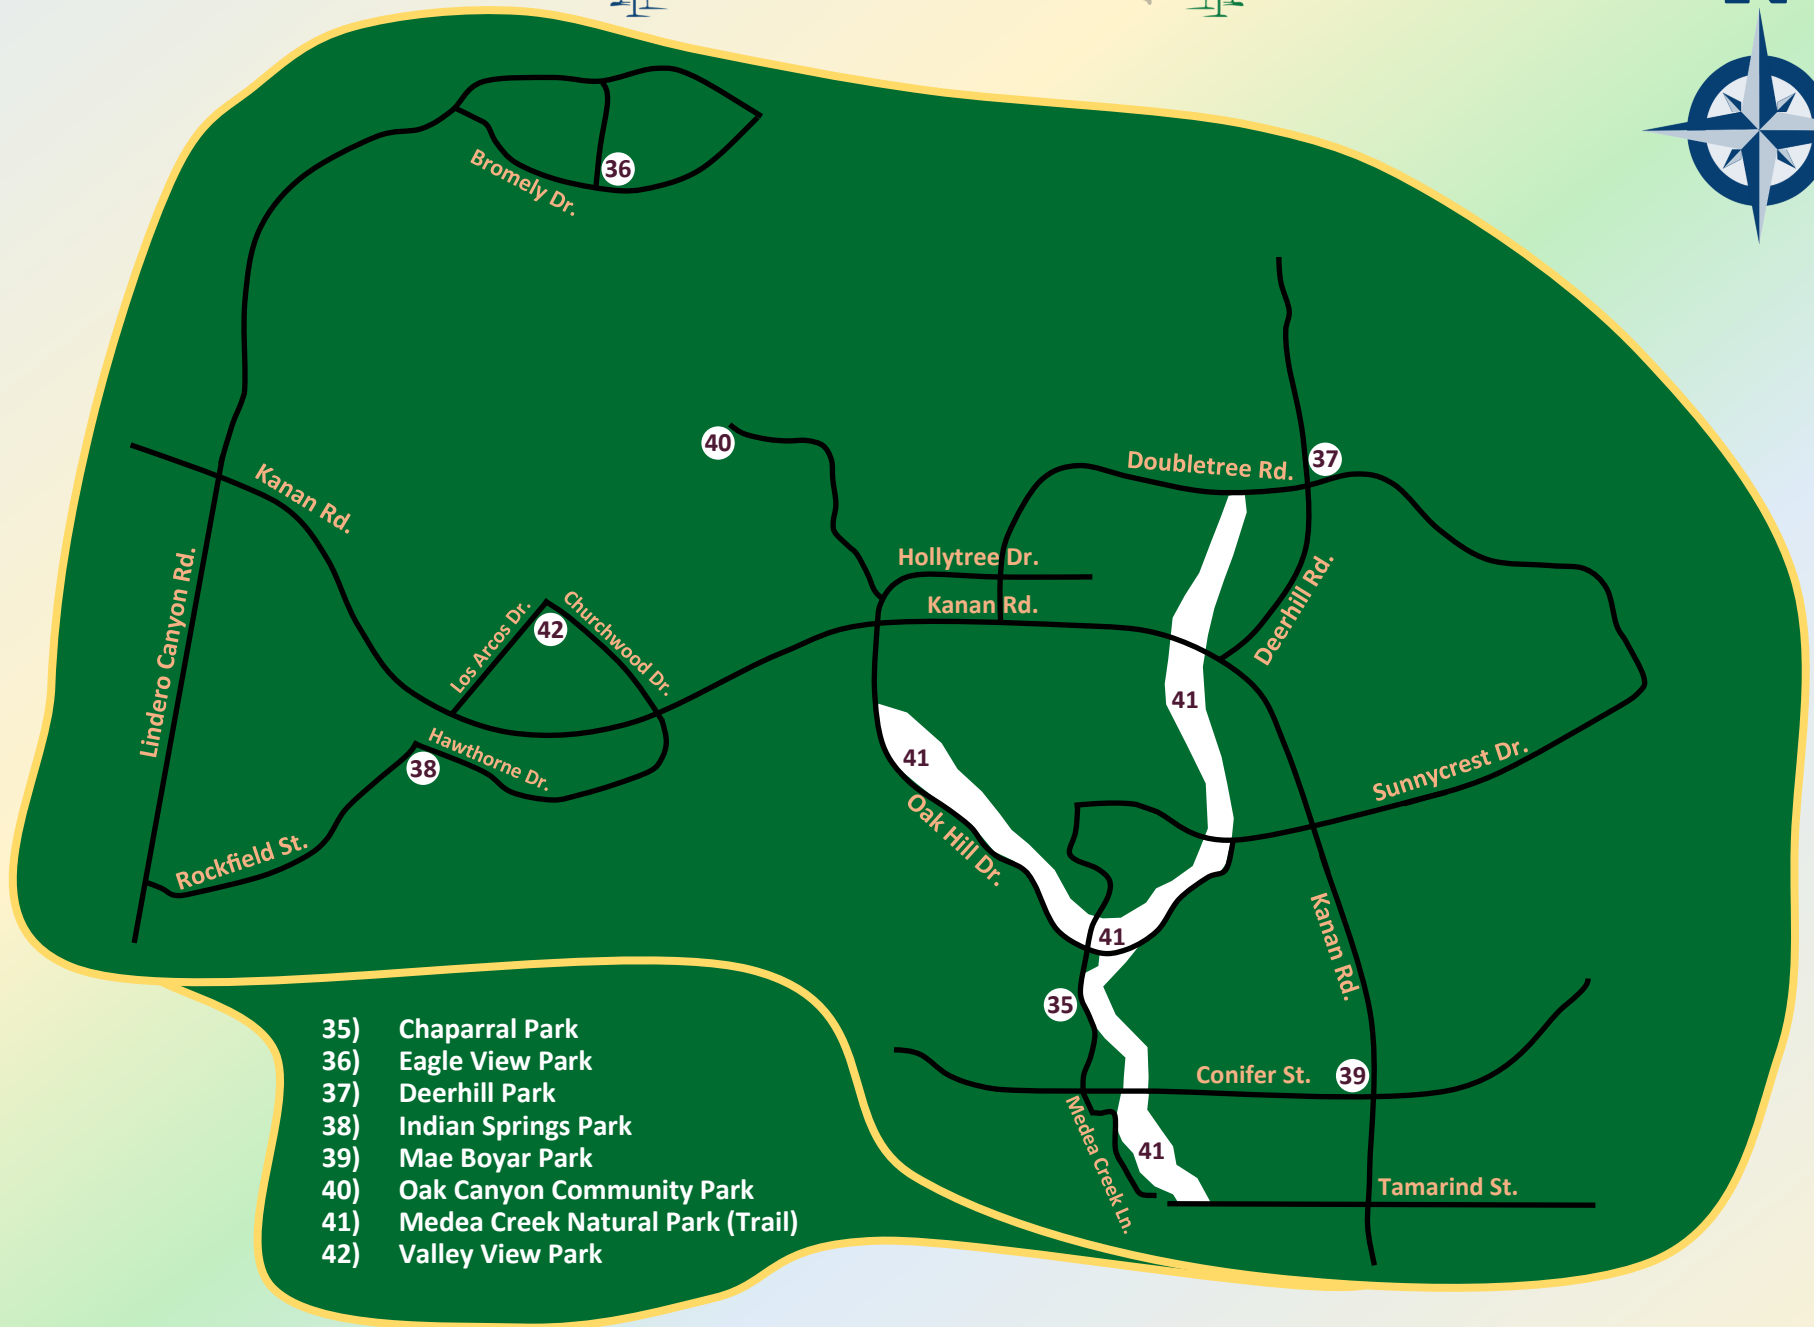 36
Bromely Dr.
40
Doubletree Rd.
37
Kanan Rd.
Hollytree Dr.
Kanan Rd.
Deerhill Rd.
Lindero Canyon Rd.
Los Arcos Dr.
42
Churchwood Dr.
41
Hawthorne Dr.
38
41
Sunnycrest Dr.
Oak Hill Dr.
Rockfield St.
41
Kanan Rd.
35
Conifer St.
39
Medea Creek Ln.
41
Tamarind St.
35) Chaparral Park
36) Eagle View Park
37) Deerhill Park
38) Indian Springs Park
39) Mae Boyar Park
40) Oak Canyon Community Park
41) Medea Creek Natural Park (Trail)
42) Valley View Park